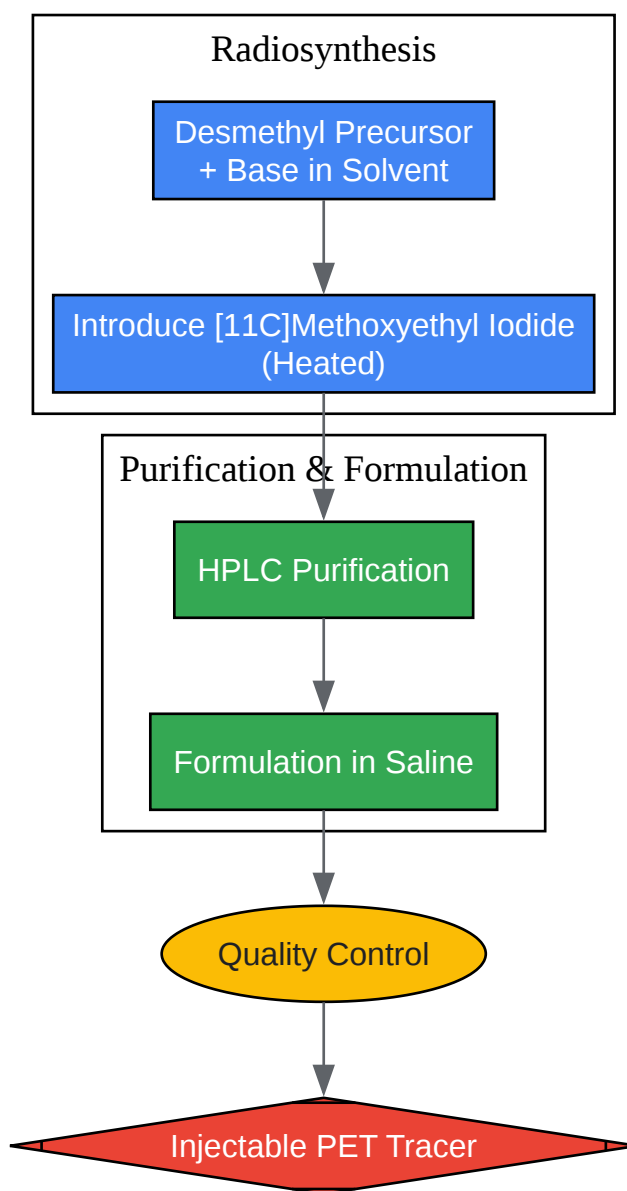 Radiosynthesis
Desmethyl Precursor
+ Base in Solvent
Introduce [11C]Methoxyethyl Iodide
(Heated)
Purification & Formulation
HPLC Purification
Formulation in Saline
Quality Control
Injectable PET Tracer